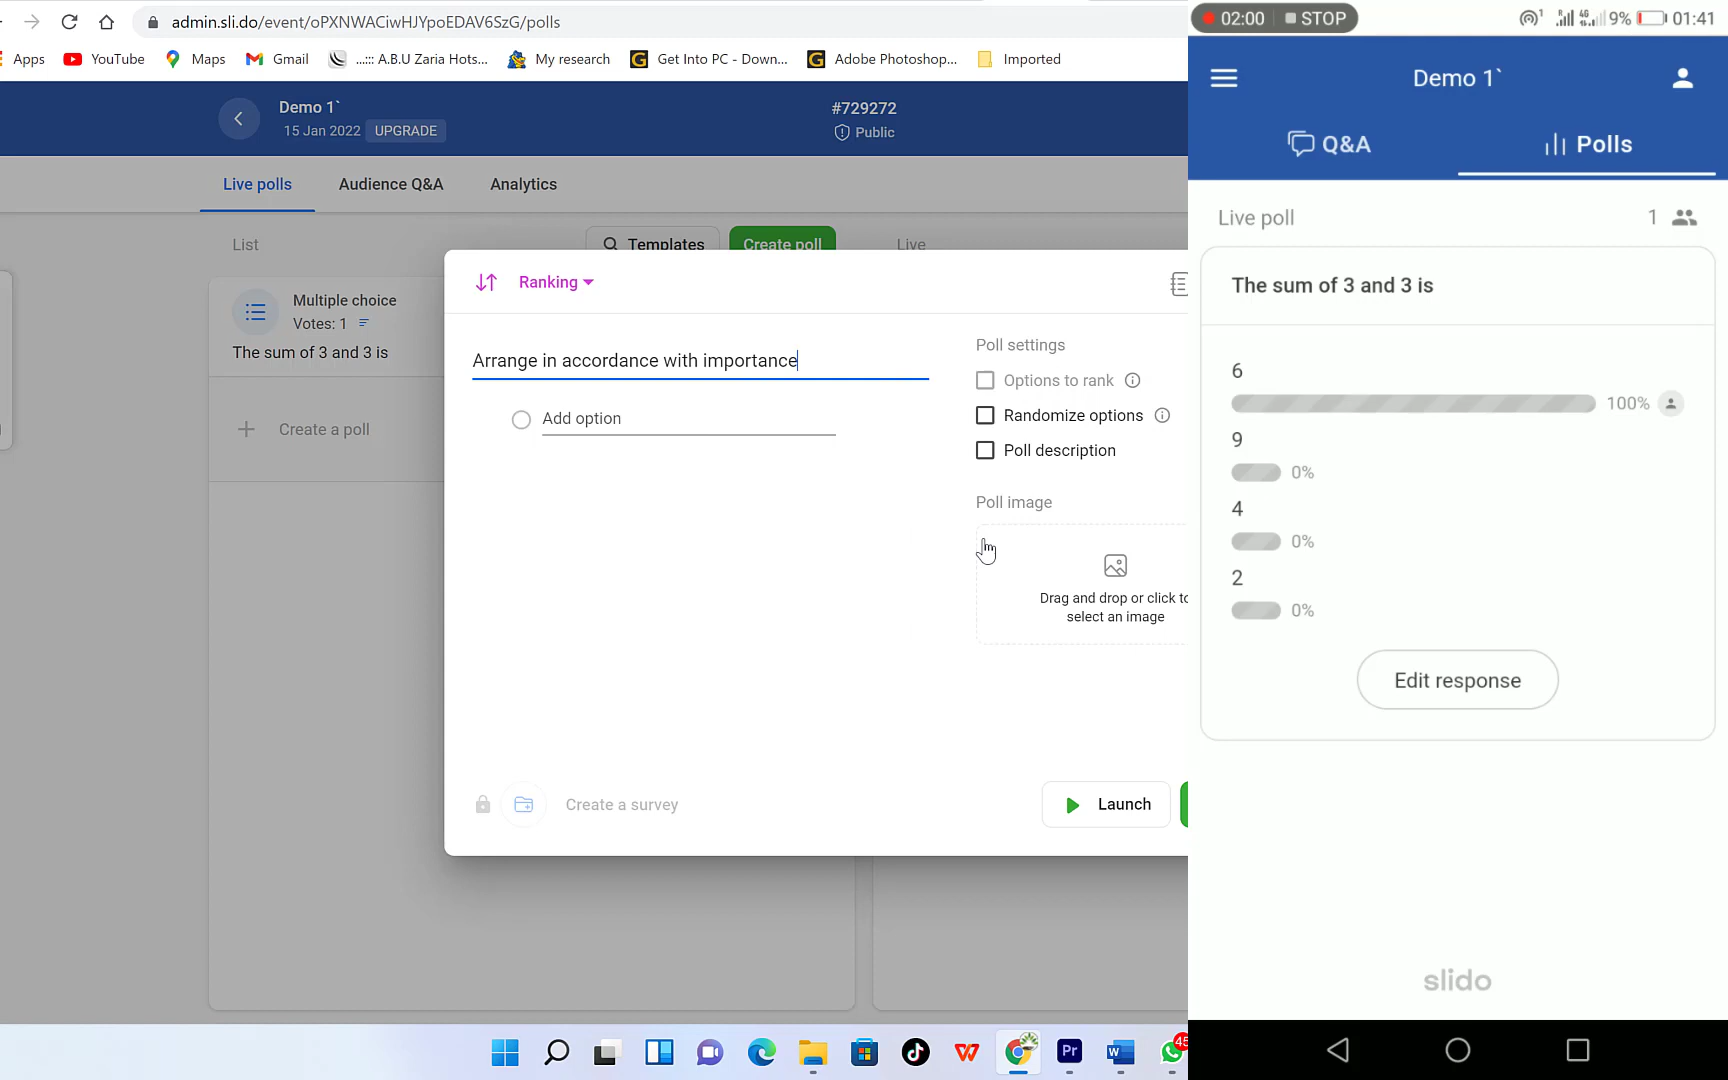 admin.sli.do/event/oPXNWACiwHJYpoEDAV6SzG/polls
Apps
YouTube
Maps
Gmail
...::: A.B.U Zaria Hots...
My research
Get Into PC - Down...
Adobe Photoshop...
Imported
Demo 1`
15 Jan 2022
UPGRADE
#729272
Public
Live polls
Audience Q&A
Analytics
List
Templates
Create poll
Live
Multiple choice
Votes: 1
The sum of 3 and 3 is
Create a poll
Ranking
Arrange in accordance with importance
Add option
Poll settings
Options to rank
Randomize options
Poll description
Poll image
Drag and drop or click to
select an image
Create a survey
Launch
45
02:00
STOP
9%
01:41
Demo 1`
Q&A
Polls
Live poll
1
The sum of 3 and 3 is
6
100%
9
0%
4
0%
2
0%
Edit response
slido